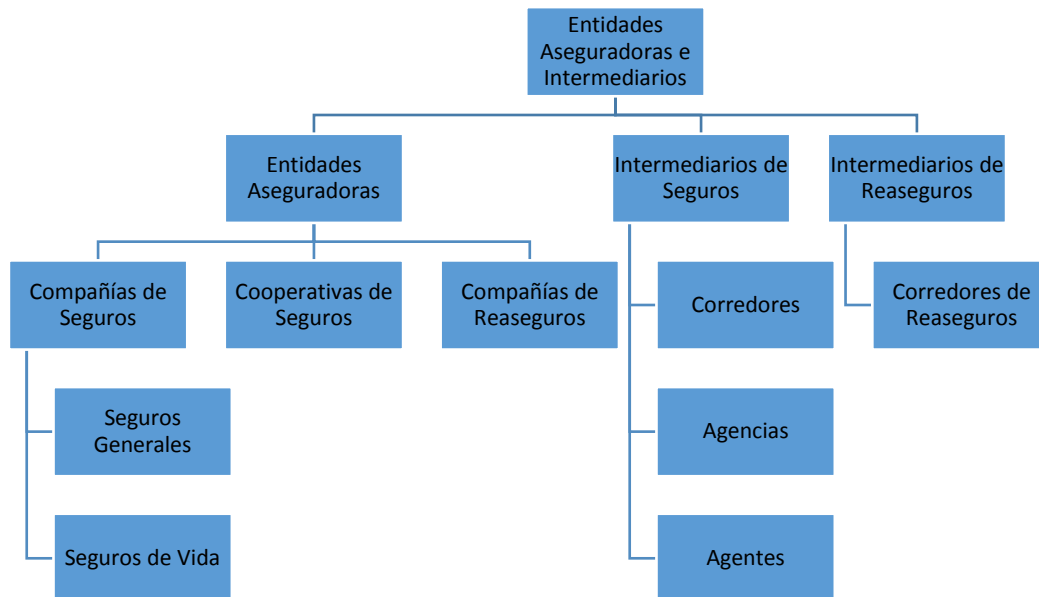 Entidades
Aseguradoras e
Intermediarios
Entidades
Aseguradoras
Intermediarios de
Seguros
Intermediarios de
Reaseguros
Compañías de
Seguros
Cooperativas de
Seguros
Compañías de
Reaseguros
Corredores
Corredores de
Reaseguros
Seguros
Generales
Agencias
Seguros de Vida
Agentes